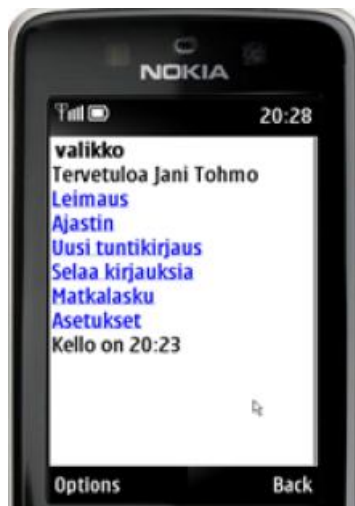 NOKIA
20:28
valikko
Tervetuloa Jani Tohmo
Leimaus
Ajastin
Uusi tuntikirjaus
Selaa kirjauksia
Matkalasku
Asetukset
Kello on 20:23
Options Back